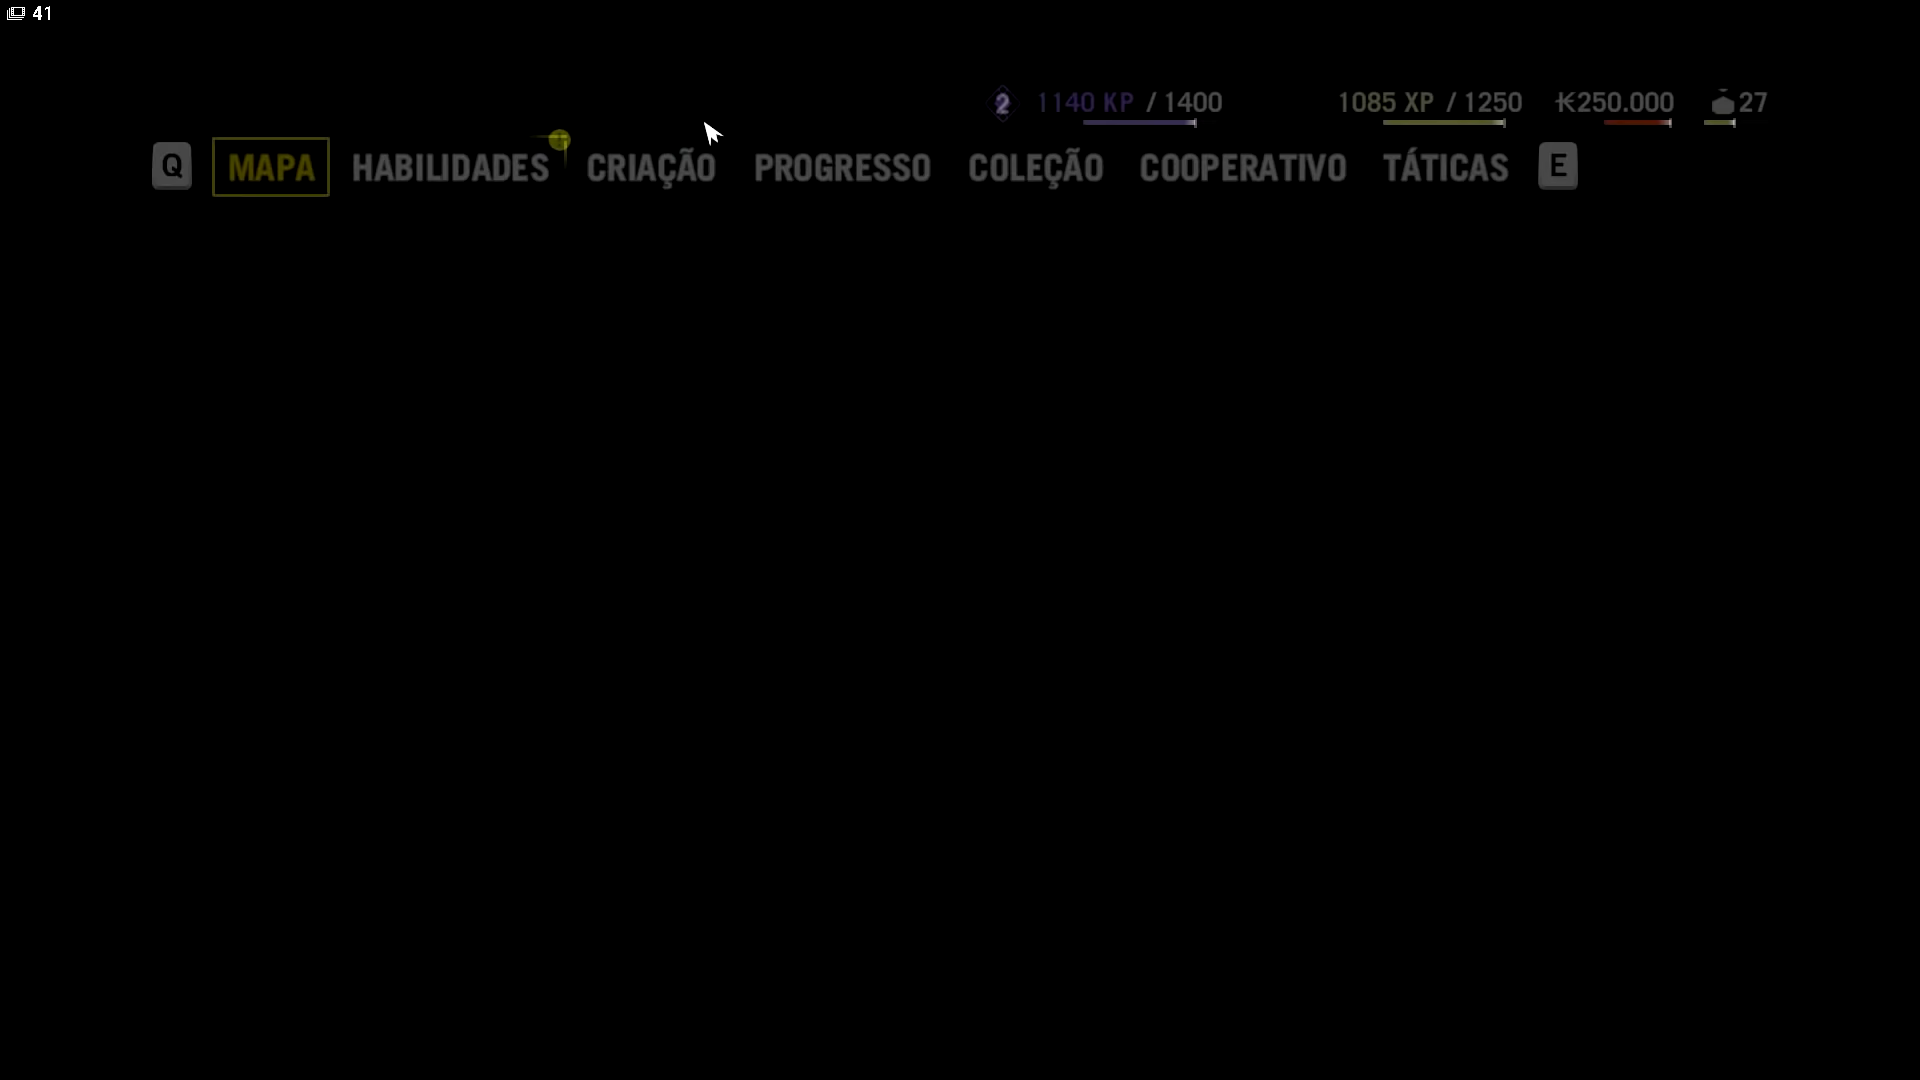 41
2 1140 KP / 1400 1085 XP / 1250 ₭250.000 27
Q MAPA HABILIDADES CRIAÇÃO PROGRESSO COLEÇÃO COOPERATIVO TÁTICAS E